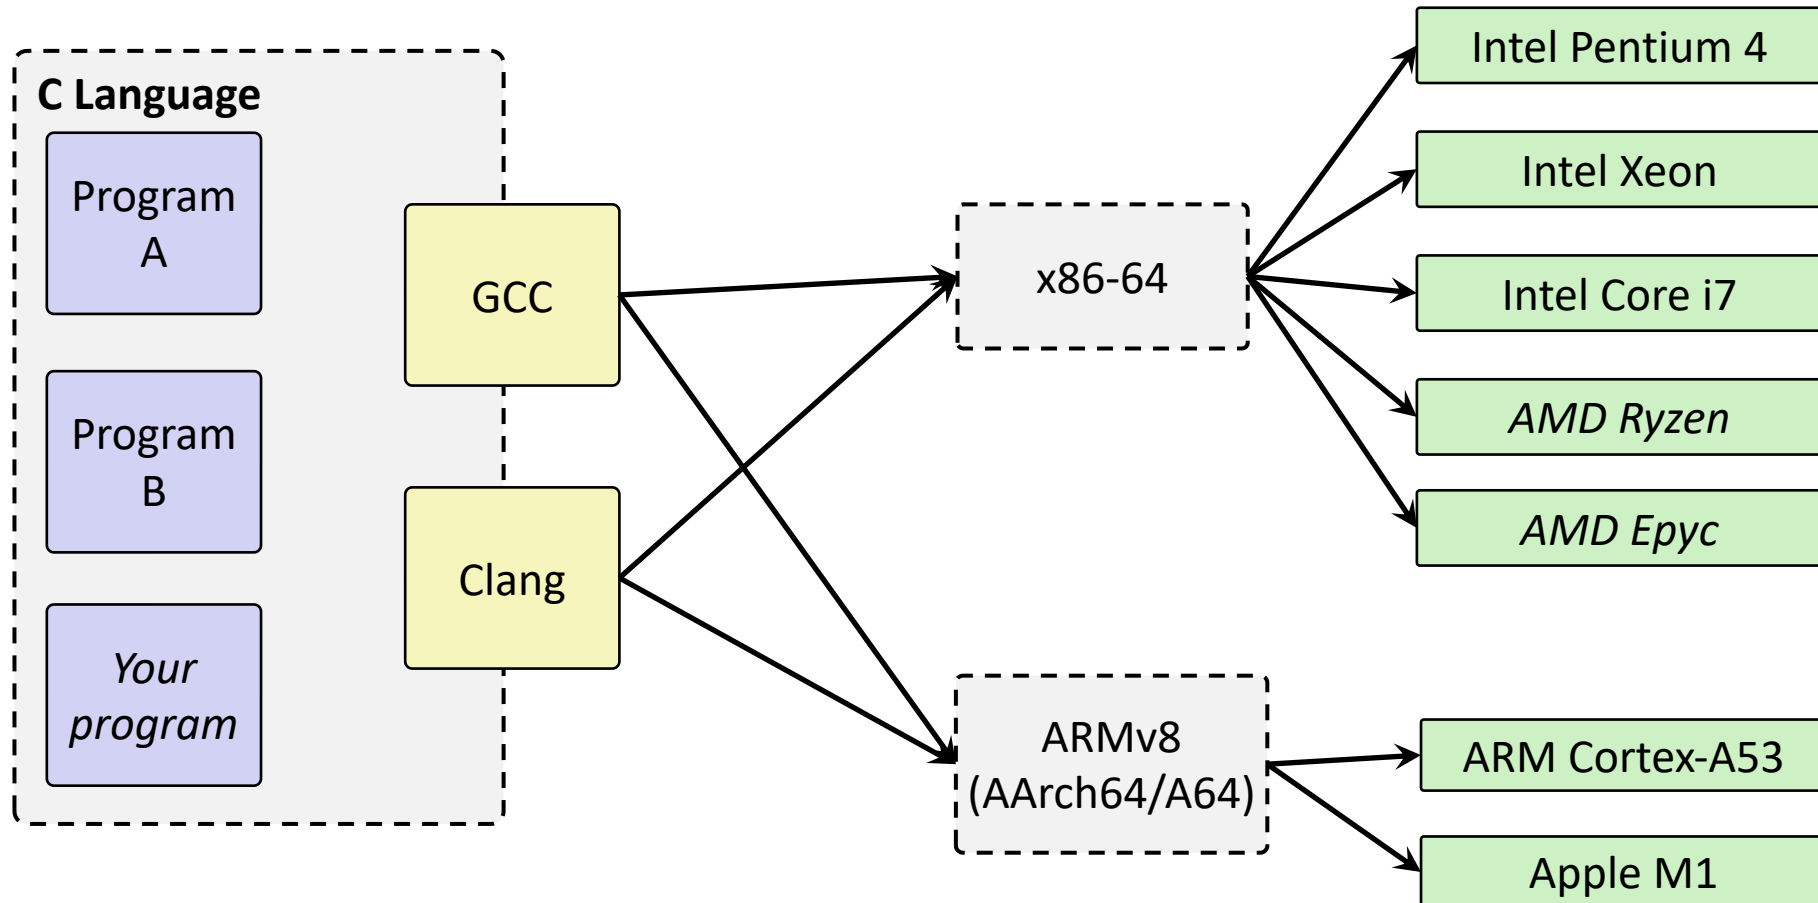 C Language
Program
A
Program
B
Your
program
GCC
Clang
x86-64
ARMv8
(AArch64/A64)
Intel Pentium 4
Intel Xeon
Intel Core i7
AMD Ryzen
AMD Epyc
ARM Cortex-A53
Apple M1